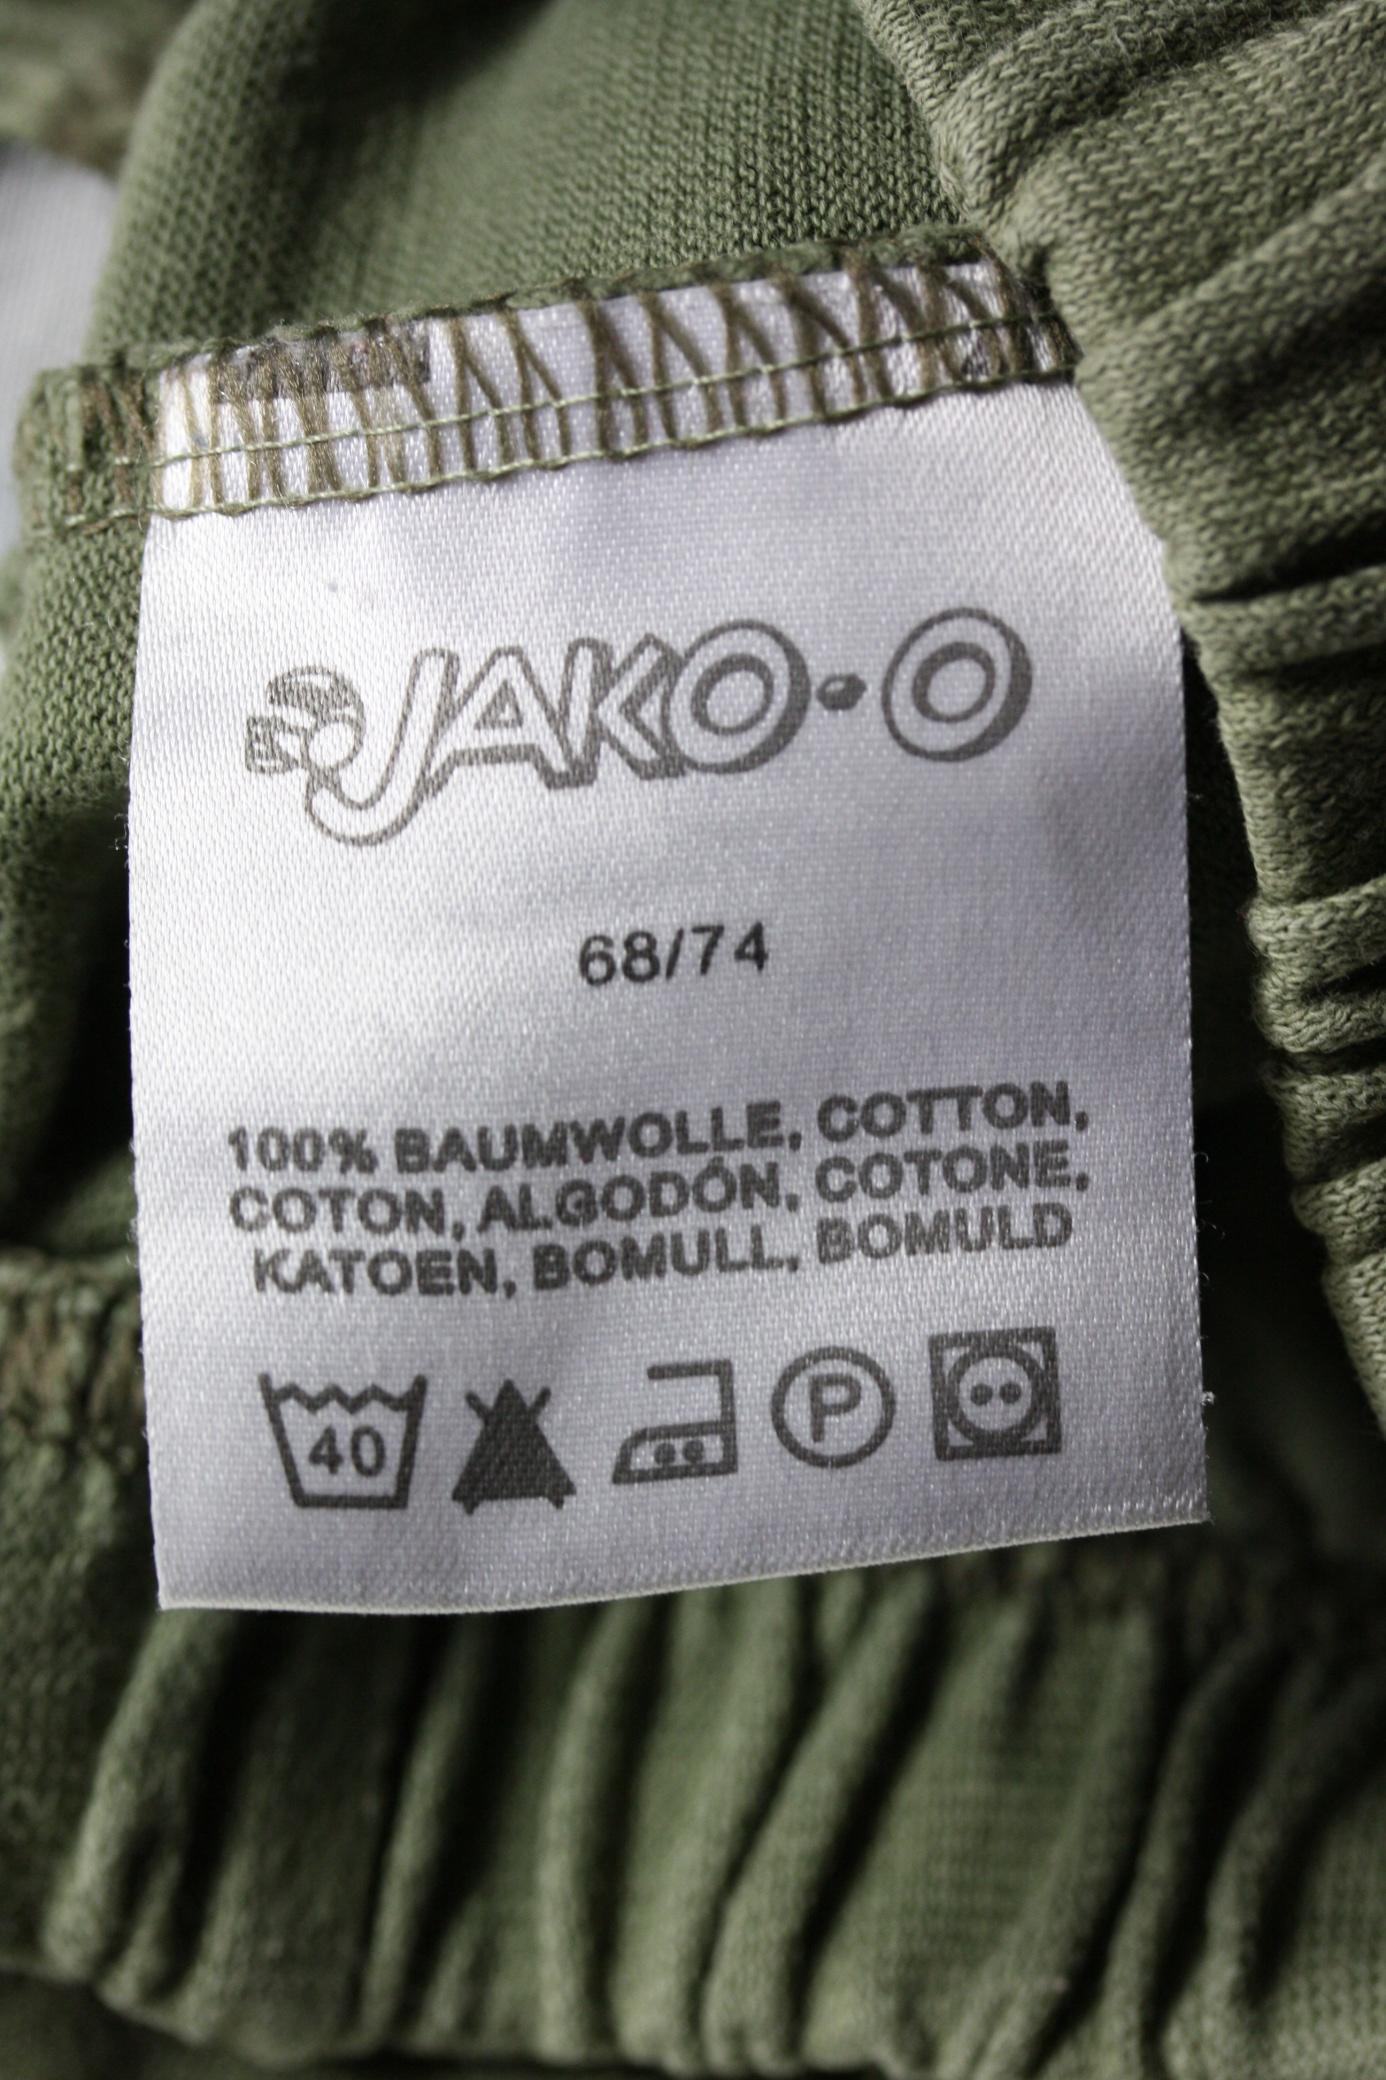 JAKO·O
68/74
100% BAUMWOLLE, COTTON,
COTON, ALGODÓN, COTONE,
KATOEN, BOMULL, BOMULD
40 P